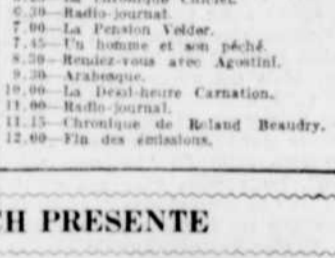 6.30—Radio-journal.
7.00—La Pension Velder.
7.45—Un homme et son péché.
8.30—Rendez-vous avec Agostini.
9.30—Arabesque.
10.00—La Demi-heure Carnation.
11.00—Radio-journal.
11.15—Chronique de Roland Beaudry.
12.00—Fin des émissions.
H PRESENTE